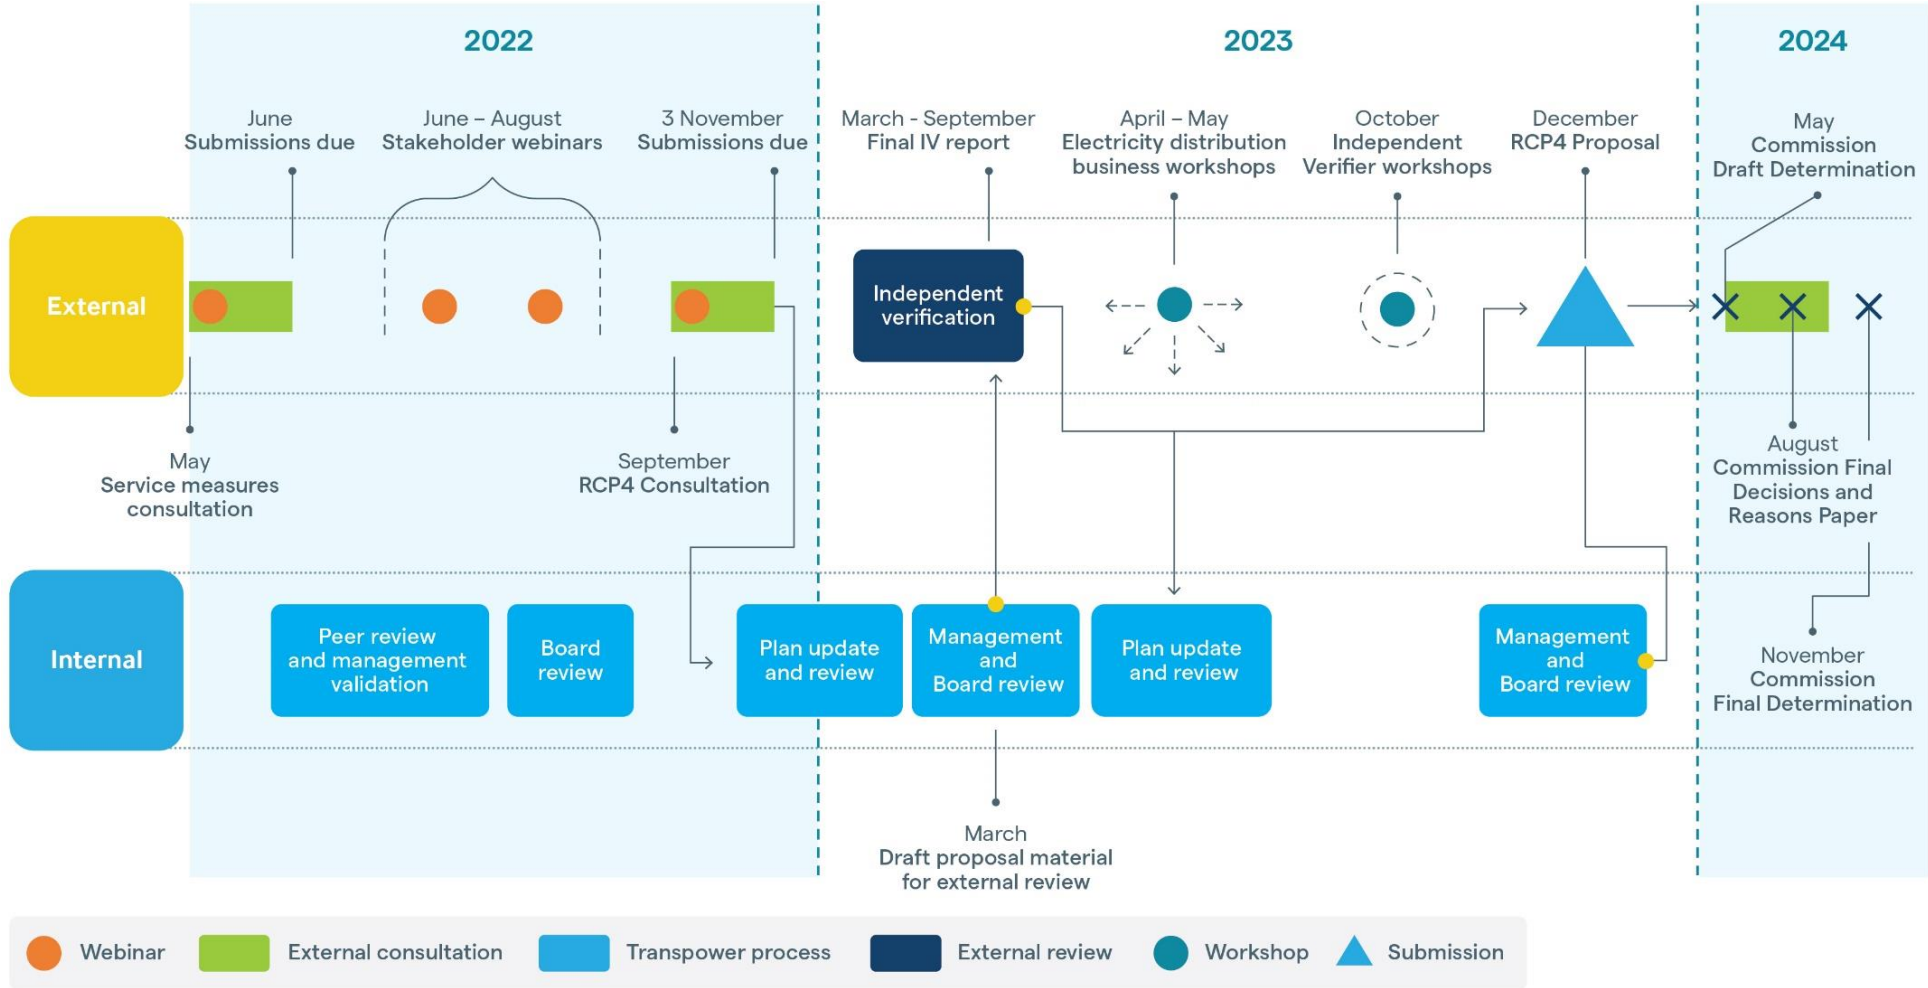 2022
2023
2024
June
Submissions due
June – August
Stakeholder webinars
3 November
Submissions due
March - September
Final IV report
April – May
Electricity distribution
business workshops
October
Independent
Verifier workshops
December
RCP4 Proposal
May
Commission
Draft Determination
External
Independent
verification
May
Service measures
consultation
September
RCP4 Consultation
August
Commission Final
Decisions and
Reasons Paper
Internal
Peer review
and management
validation
Board
review
Plan update
and review
Management
and
Board review
Plan update
and review
Management
and
Board review
November
Commission
Final Determination
March
Draft proposal material
for external review
Webinar
External consultation
Transpower process
External review
Workshop
Submission